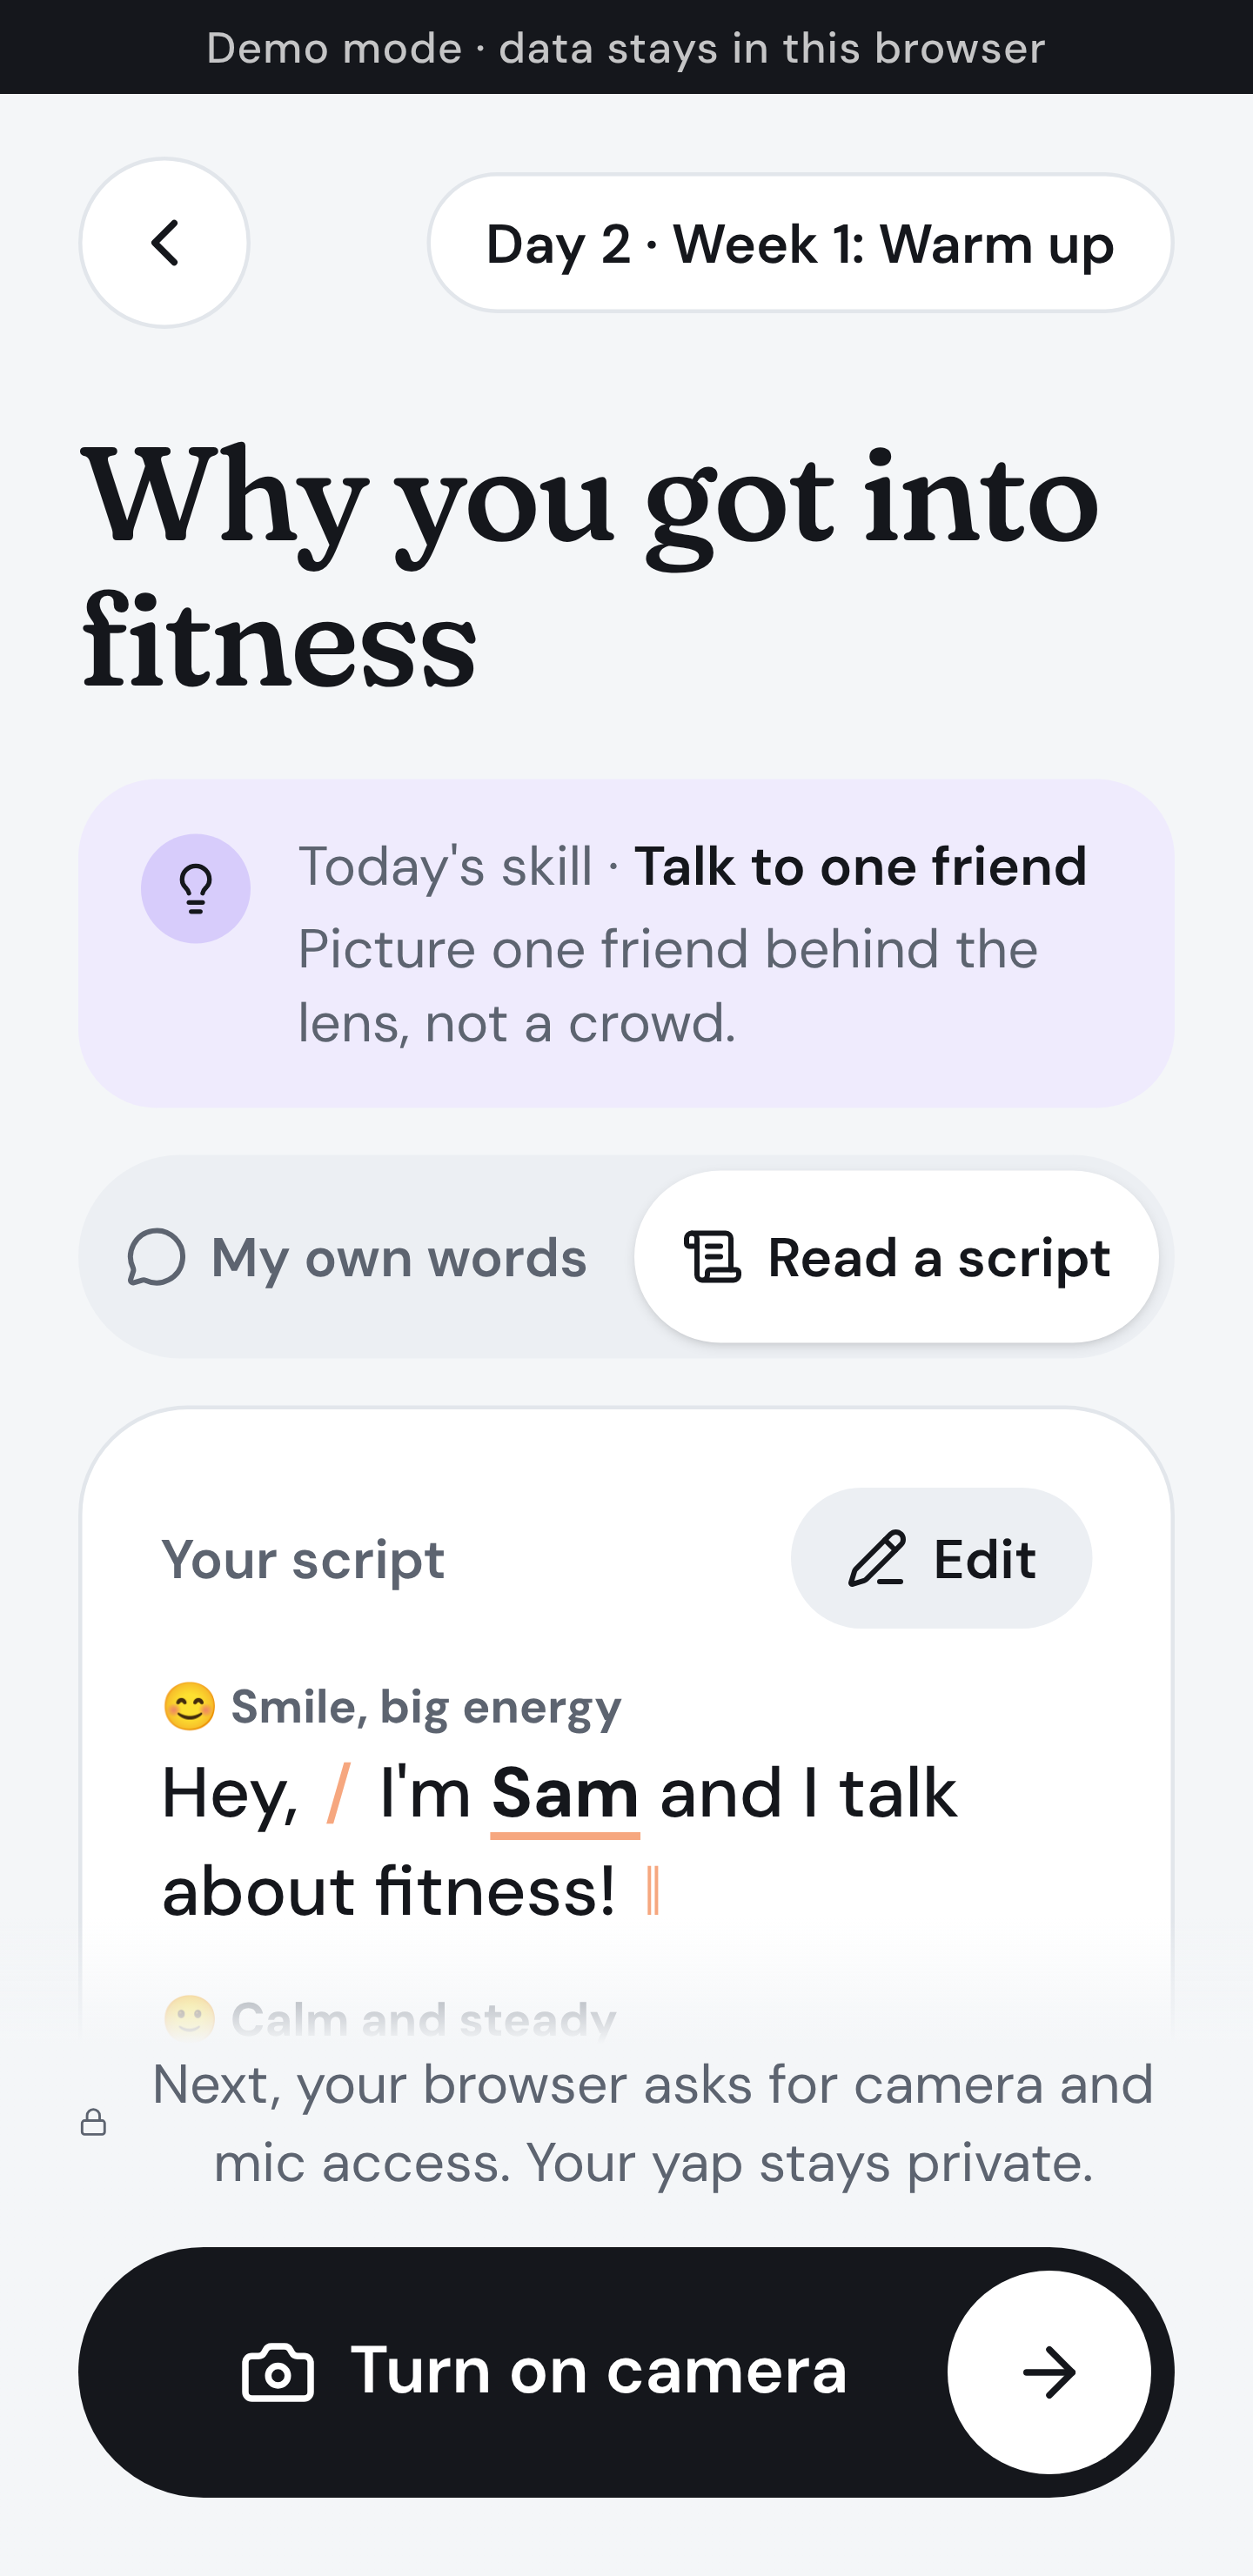 Demo mode · data stays in this browser
Day 2 · Week 1: Warm up
Why you got into
fitness
Today's skill · Talk to one friend
Picture one friend behind the
lens, not a crowd.
My own words
Read a script
Your script
Edit
😊 Smile, big energy
Hey, / I'm Sam and I talk
about fitness! ||
🙂 Calm and steady
Next, your browser asks for camera and
mic access. Your yap stays private.
Turn on camera